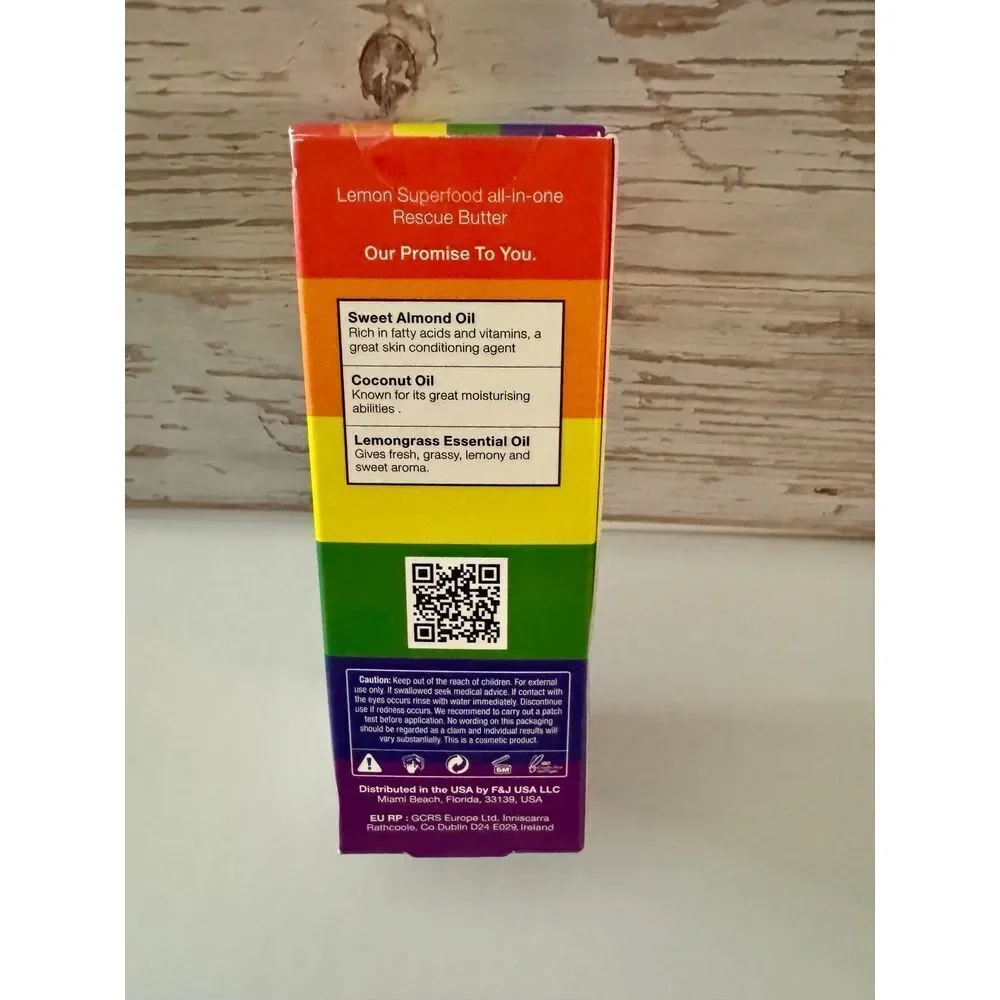 Lemon Superfood all-in-one
Rescue Butter
Our Promise To You.
Sweet Almond Oil
Rich in fatty acids and vitamins, a
great skin conditioning agent
Coconut Oil
Known for its great moisturising
abilities .
Lemongrass Essential Oil
Gives fresh, grassy, lemony and
sweet aroma.
Caution: Keep out of the reach of children. For external
use only. If swallowed seek medical advice. If contact with
the eyes occurs rinse with water immediately. Discontinue
use if redness occurs. We recommend to carry out a patch
test before application. No wording on this packaging
should be regarded as a claim and individual results will
vary substantially. This is a cosmetic product.
6M
Distributed in the USA by F&J USA LLC
Miami Beach, Florida, 33139, USA
EU RP : GCRS Europe Ltd. Inniscarra
Rathcoole, Co Dublin D24 E029, Ireland